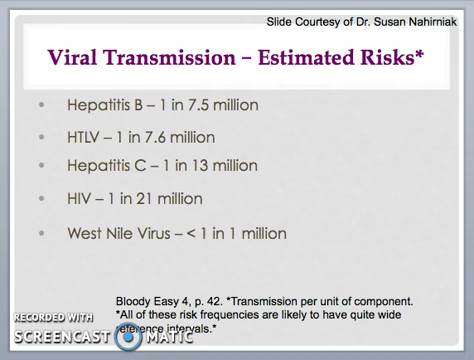 Slide Courtesy of Dr. Susan Nahirniak
Viral Transmission – Estimated Risks*
• Hepatitis B – 1 in 7.5 million
• HTLV – 1 in 7.6 million
• Hepatitis C – 1 in 13 million
• HIV – 1 in 21 million
• West Nile Virus – < 1 in 1 million
Bloody Easy 4, p. 42. *Transmission per unit of component.
*All of these risk frequencies are likely to have quite wide
reference intervals.*
RECORDED WITH
SCREENCAST MATIC